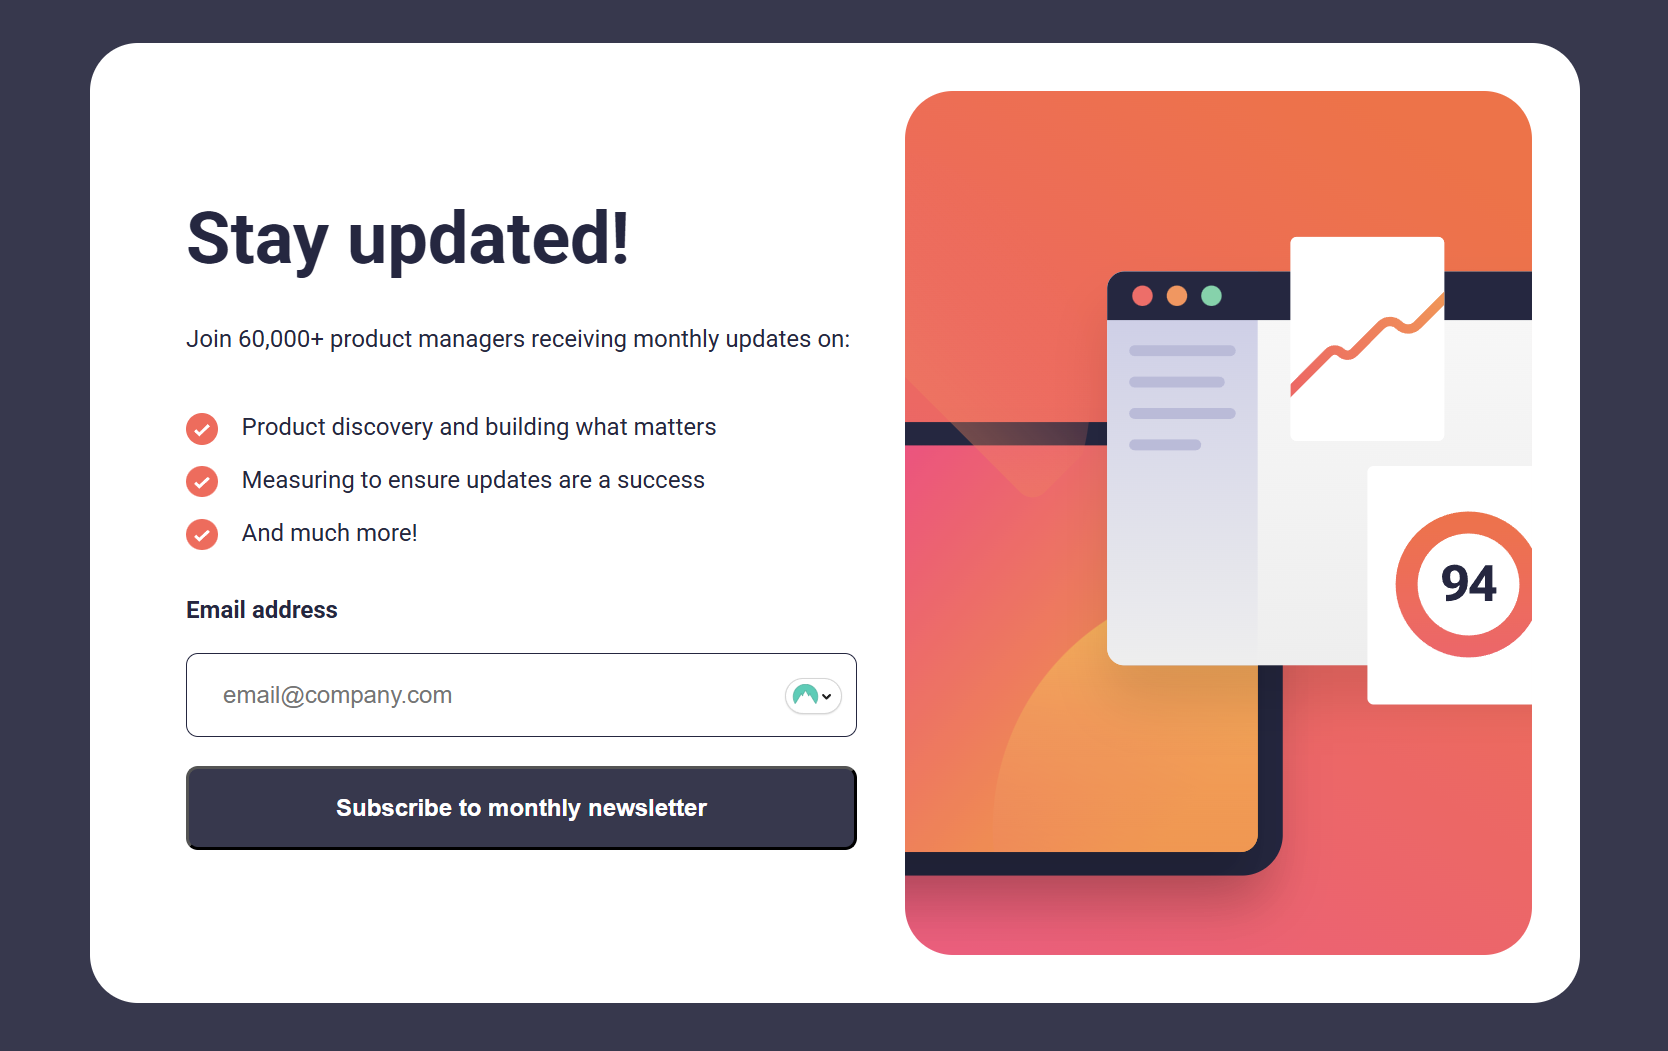 Stay updated!
Join 60,000+ product managers receiving monthly updates on:
Product discovery and building what matters
Measuring to ensure updates are a success
And much more!
Email address
email@company.com
Subscribe to monthly newsletter
94